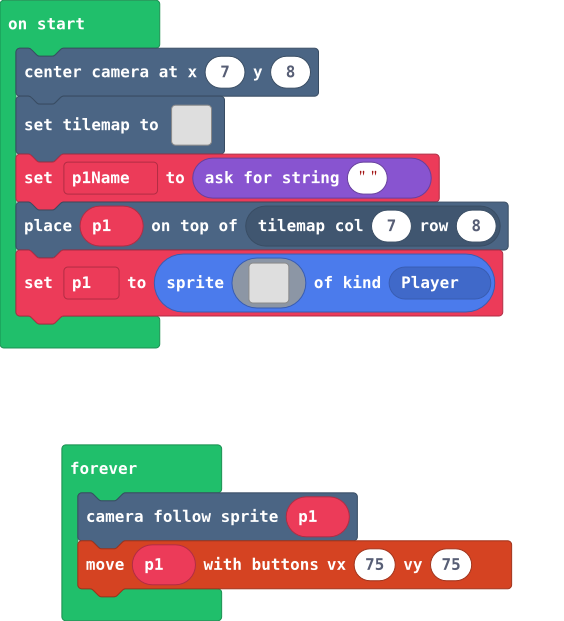 on start
center camera at x 7 y 8
set tilemap to
set p1Name to ask for string " "
place p1 on top of tilemap col 7 row 8
set p1 to sprite of kind Player
forever
camera follow sprite p1
move p1 with buttons vx 75 vy 75